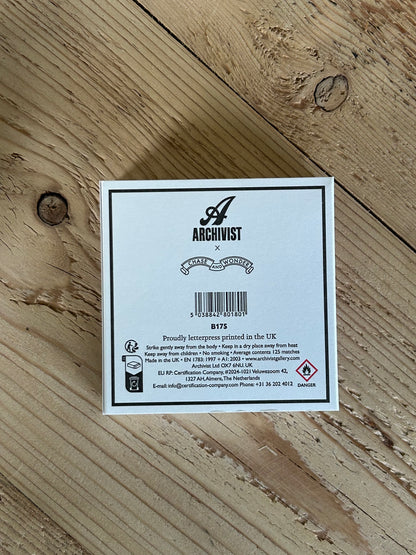 A
ARCHIVIST
X
CHASE AND WONDER
5 038842 801801
B175
Proudly letterpress printed in the UK
Strike gently away from the body • Keep in a dry place away from heat
Keep away from children • No smoking • Average contents 125 matches
Made in the UK • EN 1783: 1997 + A1: 2003 • www.archivistgallery.com
Archivist Ltd OX7 6NU. UK
EU RP: Certification Company, #2024-1021 Veluwezoom 42,
1327 AH, Almere, The Netherlands
E-mail: info@certification-company.com Phone: +31 36 202 4012
DANGER